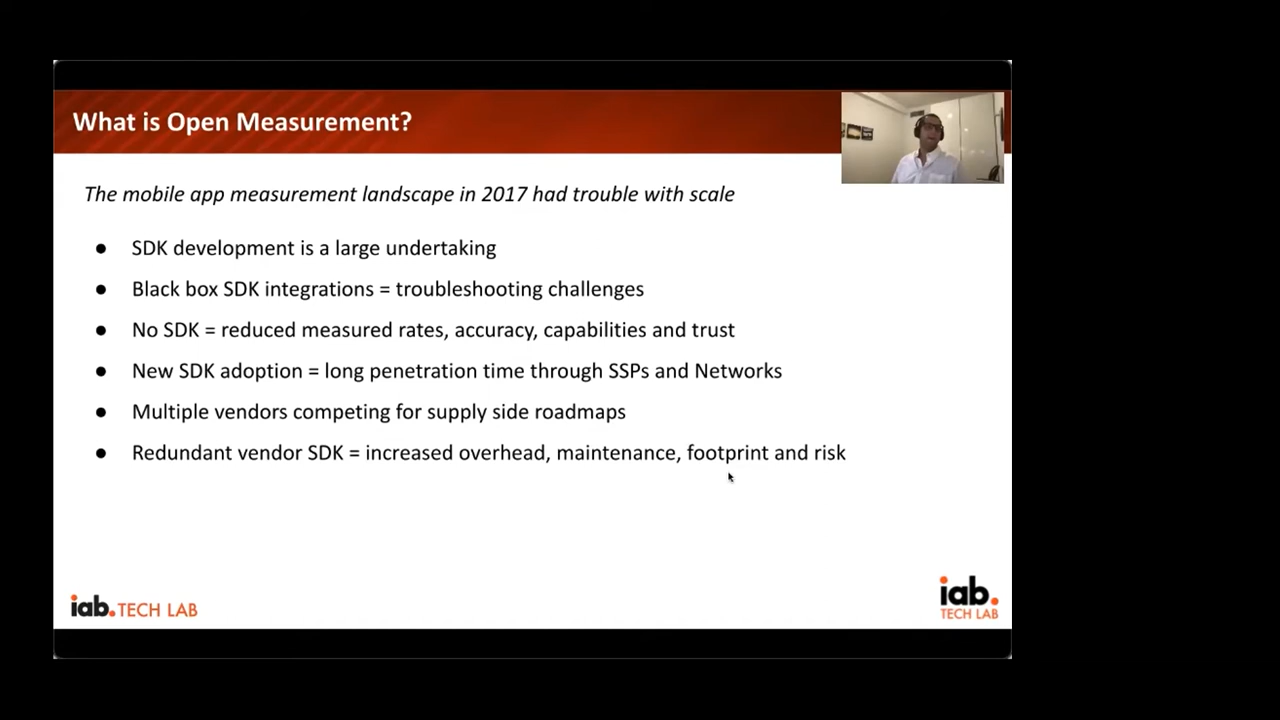 What is Open Measurement?
The mobile app measurement landscape in 2017 had trouble with scale
● SDK development is a large undertaking
● Black box SDK integrations = troubleshooting challenges
● No SDK = reduced measured rates, accuracy, capabilities and trust
● New SDK adoption = long penetration time through SSPs and Networks
● Multiple vendors competing for supply side roadmaps
● Redundant vendor SDK = increased overhead, maintenance, footprint and risk
iab. TECH LAB
iab.
TECH LAB